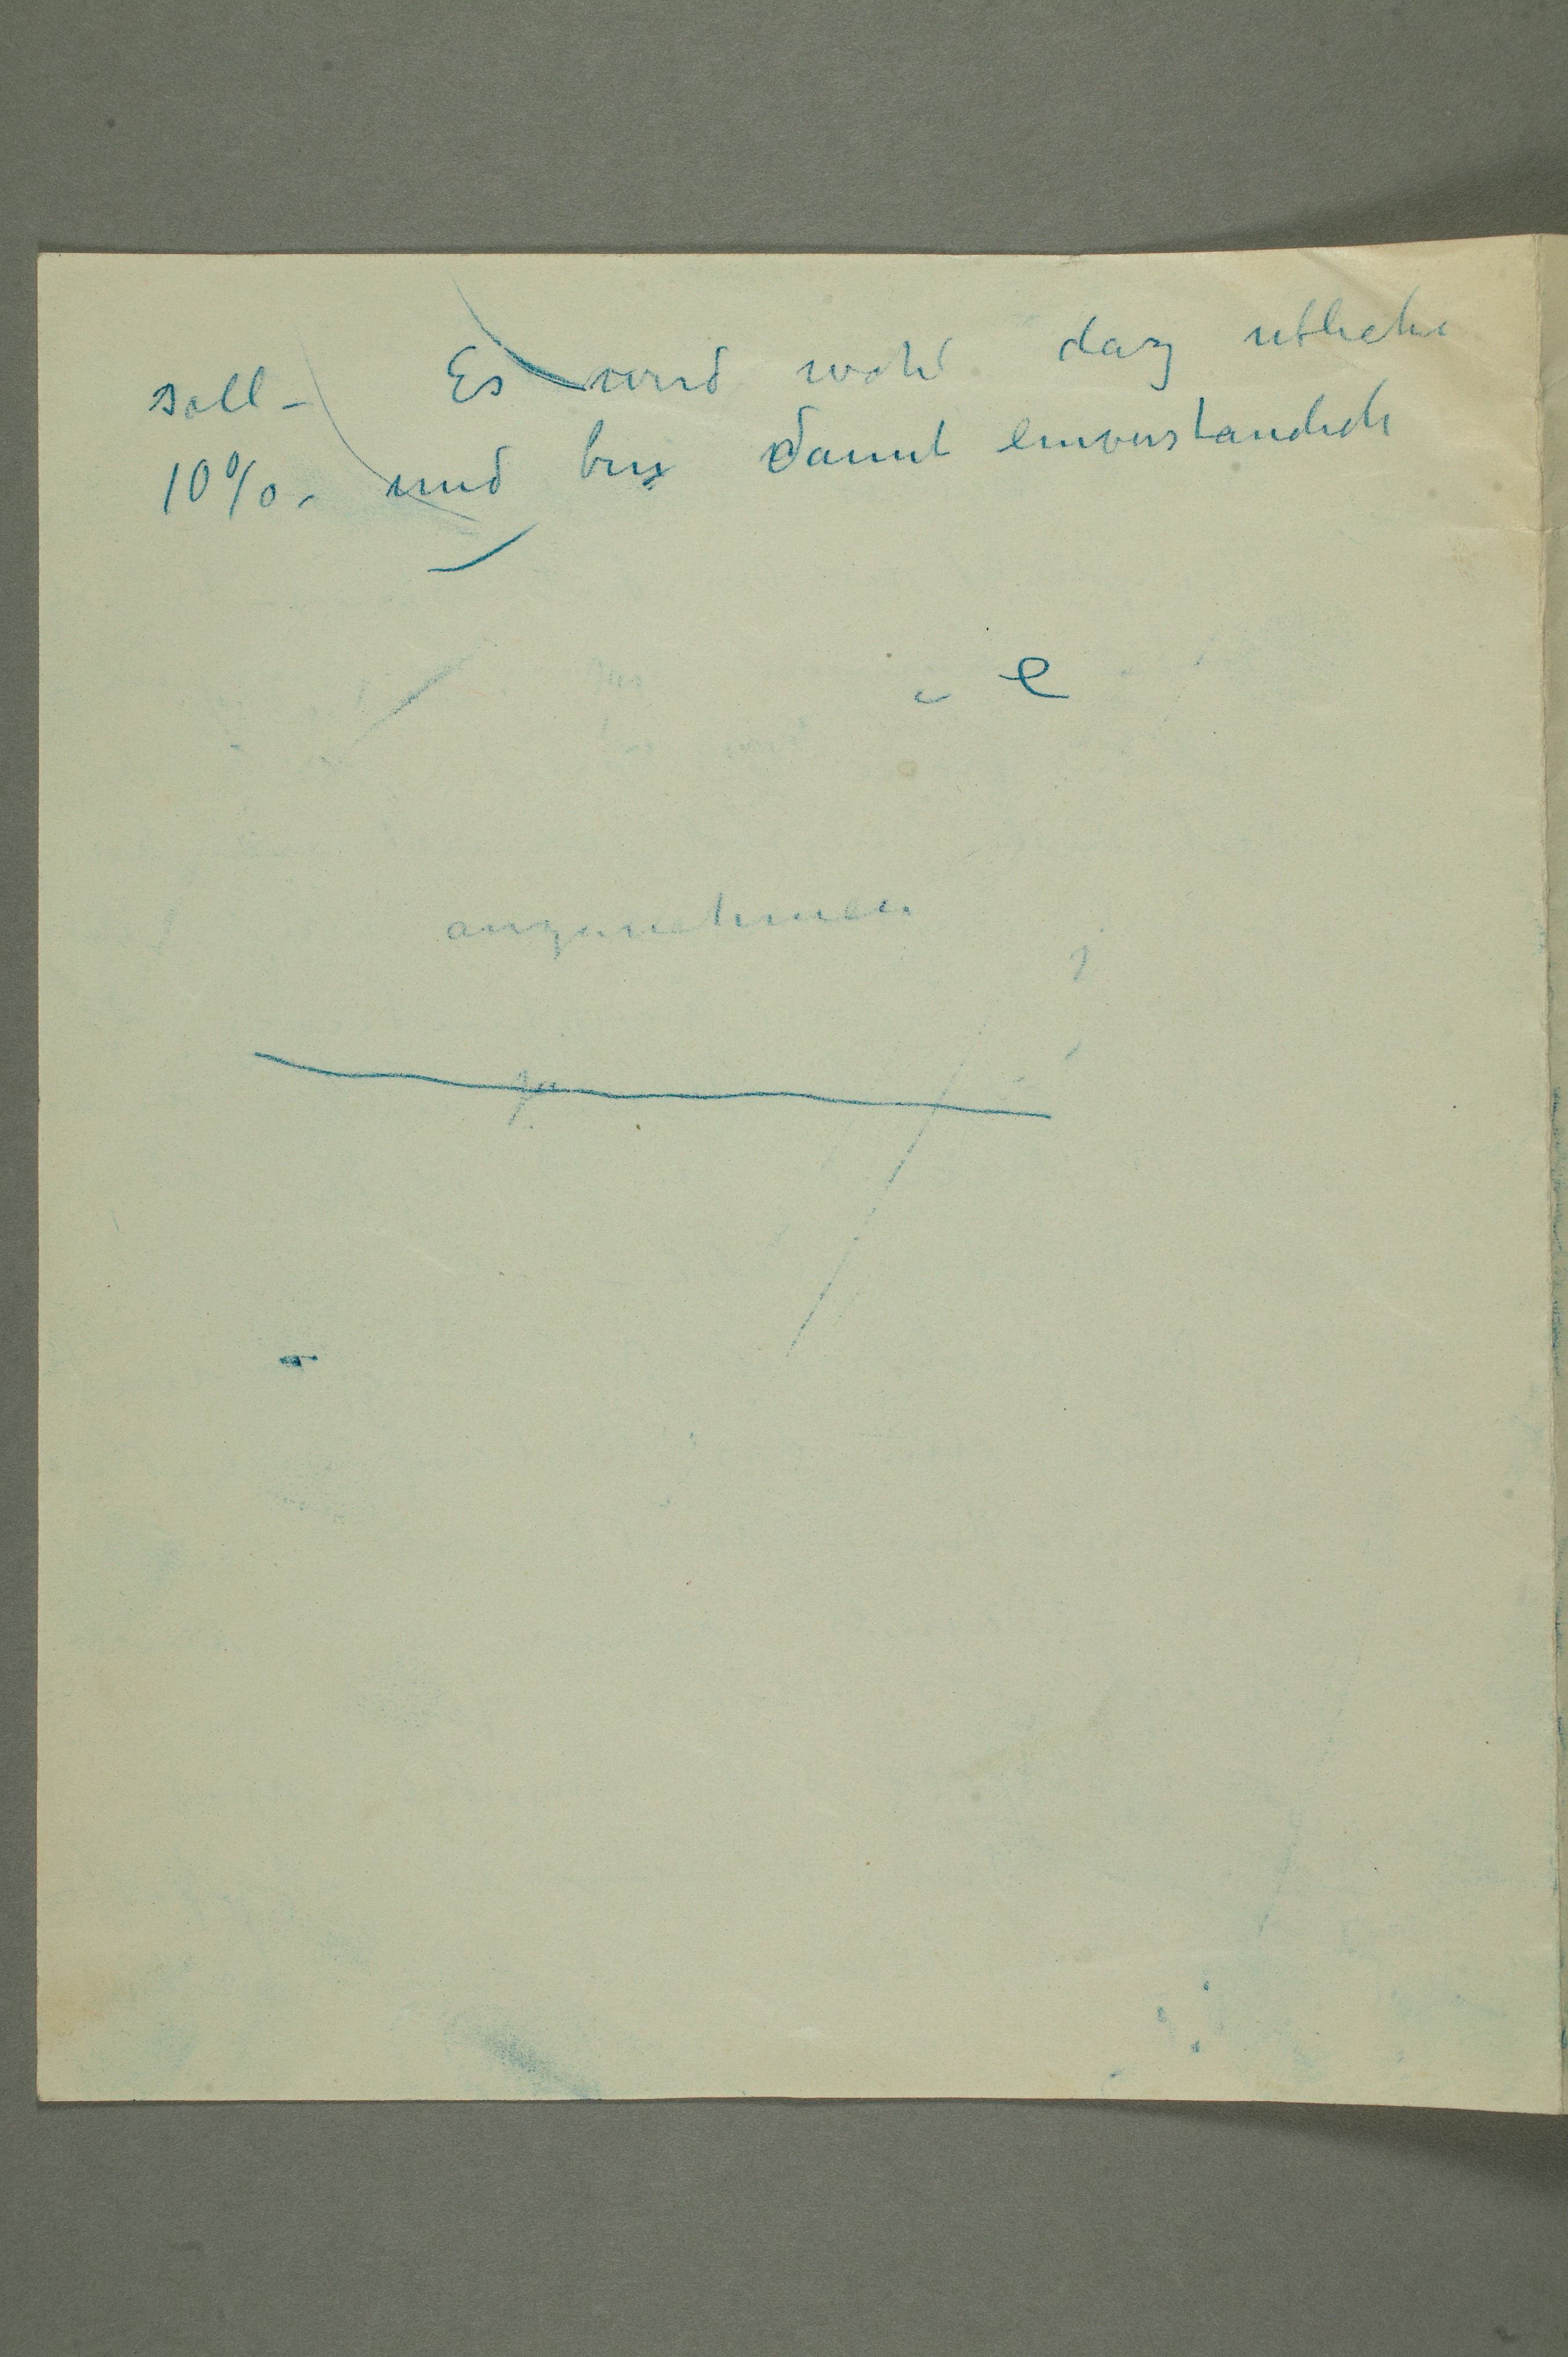 soll – Es wird wohl das übliche
10% – und bin damit einverstanden
e
anzunehmen